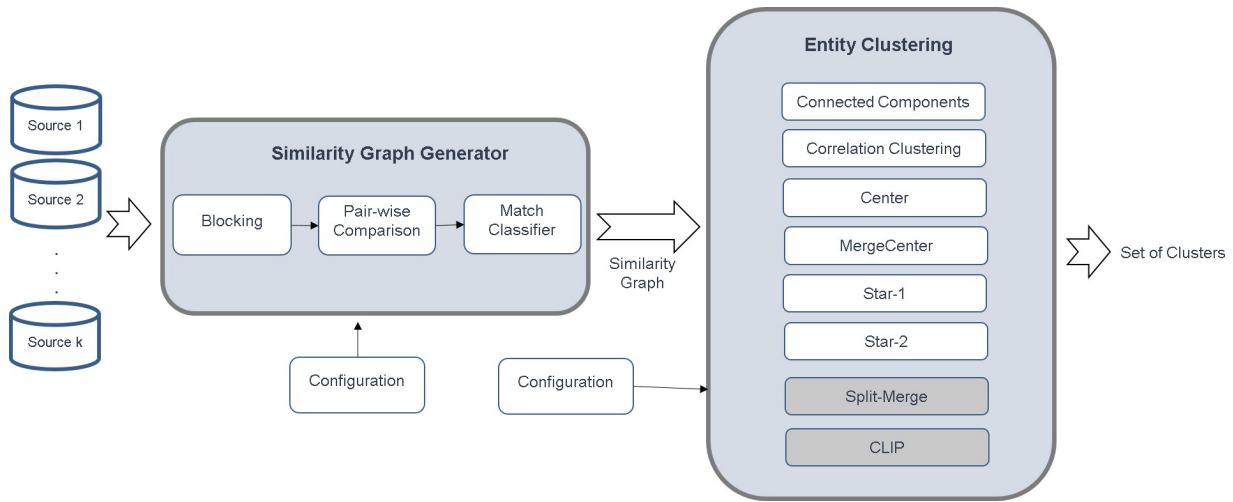 Source 1
Source 2
.
.
.
Source k
Similarity Graph Generator
Blocking
Pair-wise
Comparison
Match
Classifier
Configuration
Similarity
Graph
Configuration
Entity Clustering
Connected Components
Correlation Clustering
Center
MergeCenter
Star-1
Star-2
Split-Merge
CLIP
Set of Clusters